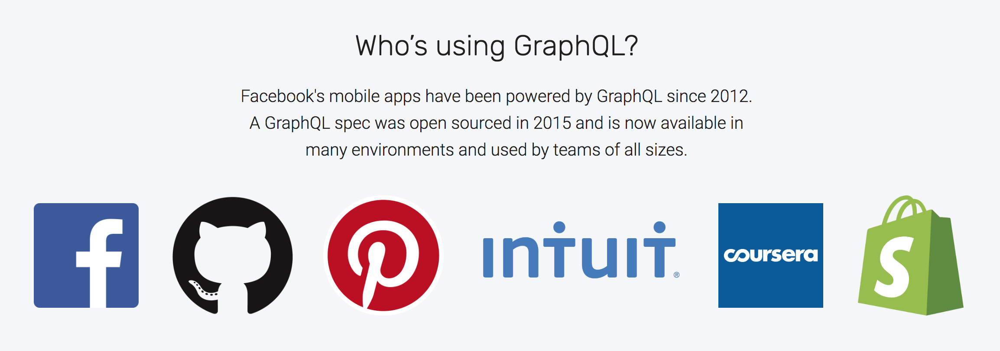 Who’s using GraphQL?
Facebook's mobile apps have been powered by GraphQL since 2012.
A GraphQL spec was open sourced in 2015 and is now available in
many environments and used by teams of all sizes.
f
intuit®
coursera
S